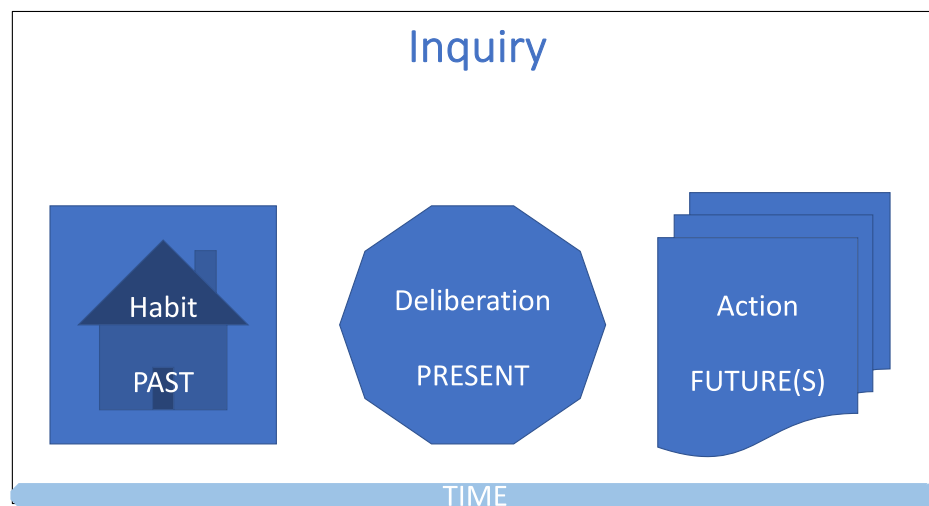 Inquiry
Habit
PAST
Deliberation
PRESENT
Action
FUTURE(S)
TIME